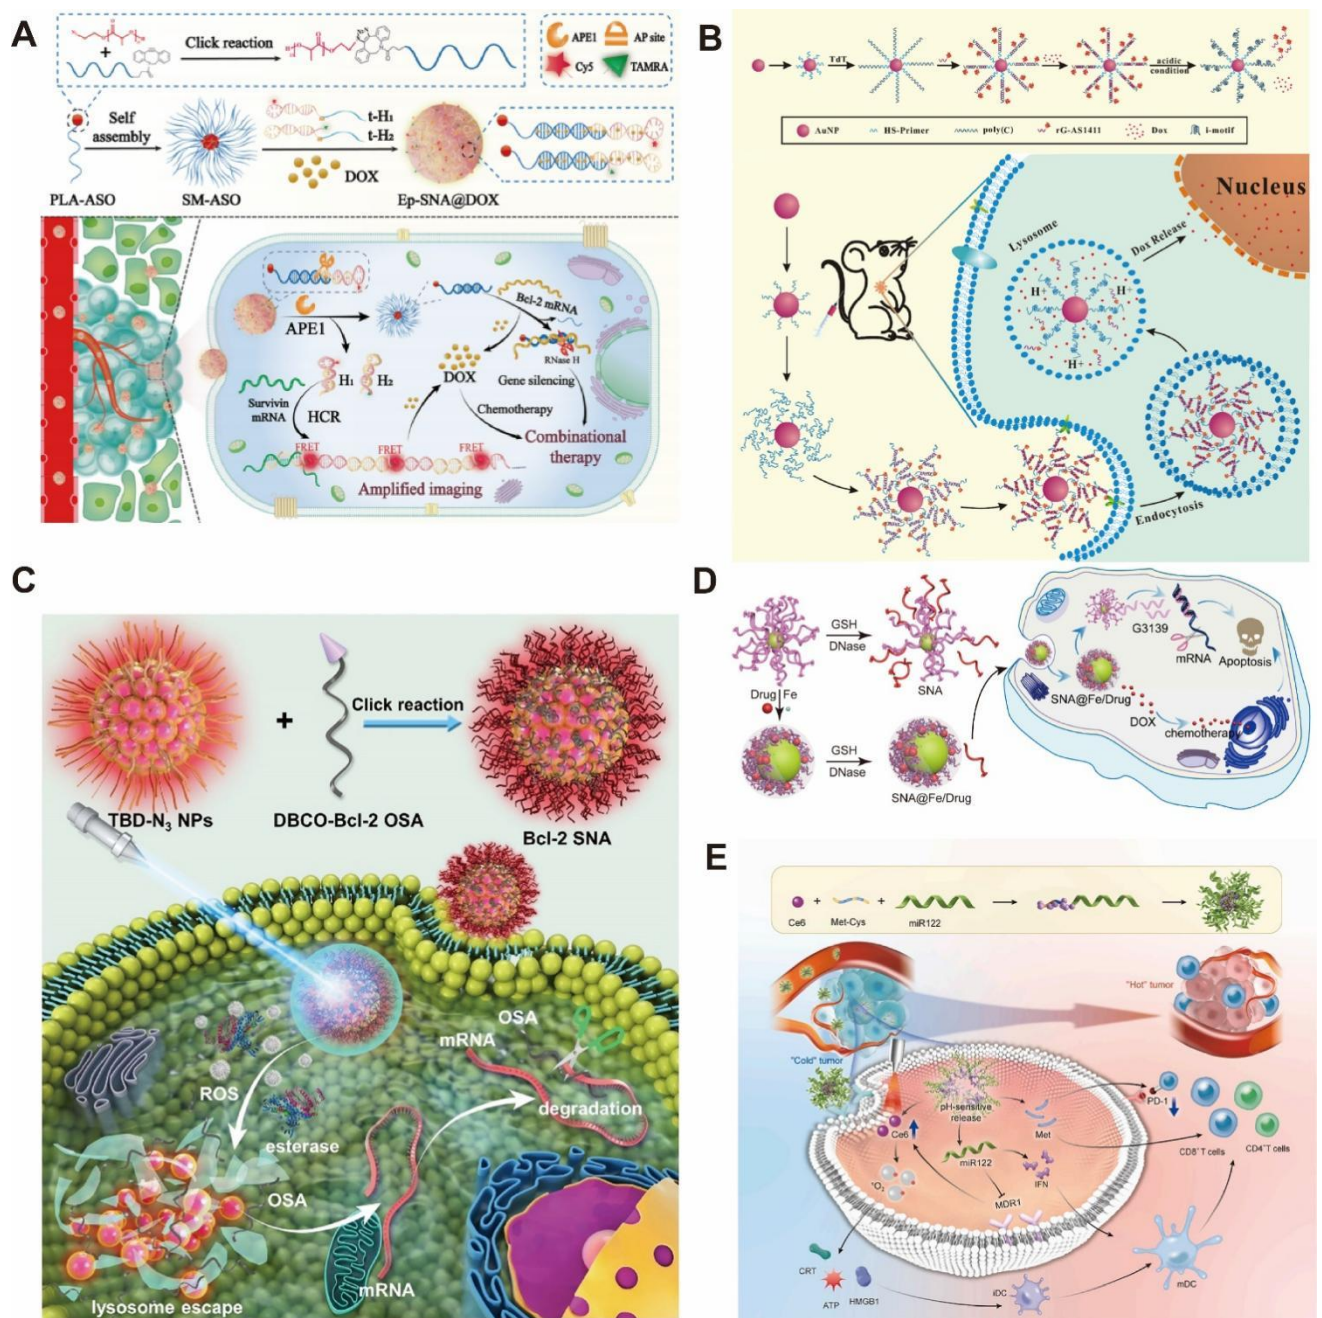 A
Click reaction
APE1
AP site
Cy5
TAMRA
Self
assembly
t-H₁
t-H₂
DOX
PLA-ASO
SM-ASO
Ep-SNA@DOX
APE1
Bcl-2 mRNA
RNase H
Survivin
mRNA
H₁
H₂
HCR
DOX
Gene silencing
Chemotherapy
Combinational
therapy
FRET
FRET
FRET
Amplified imaging
B
TdT
acidic
condition
AuNP
HS-Primer
poly(C)
rG-AS1411
Dox
i-motif
Nucleus
Lysosome
Dox Release
H⁺
H⁺
H⁺
Endocytosis
C
Click reaction
TBD-N₃ NPs
DBCO-Bcl-2 OSA
Bcl-2 SNA
OSA
mRNA
ROS
degradation
esterase
OSA
mRNA
lysosome escape
D
GSH
DNase
G3139
mRNA
Apoptosis
Drug
Fe
SNA
SNA@Fe/Drug
DOX
chemotherapy
GSH
DNase
SNA@Fe/Drug
E
Ce6
+
Met-Cys
+
miR122
"Hot" tumor
"Cold" tumor
pH-sensitive
release
PD-1
Ce6
Met
CD8⁺ T cells
CD4⁺T cells
miR122
IFN
¹O₂
MDR1
CRT
ATP
HMGB1
iDC
mDC